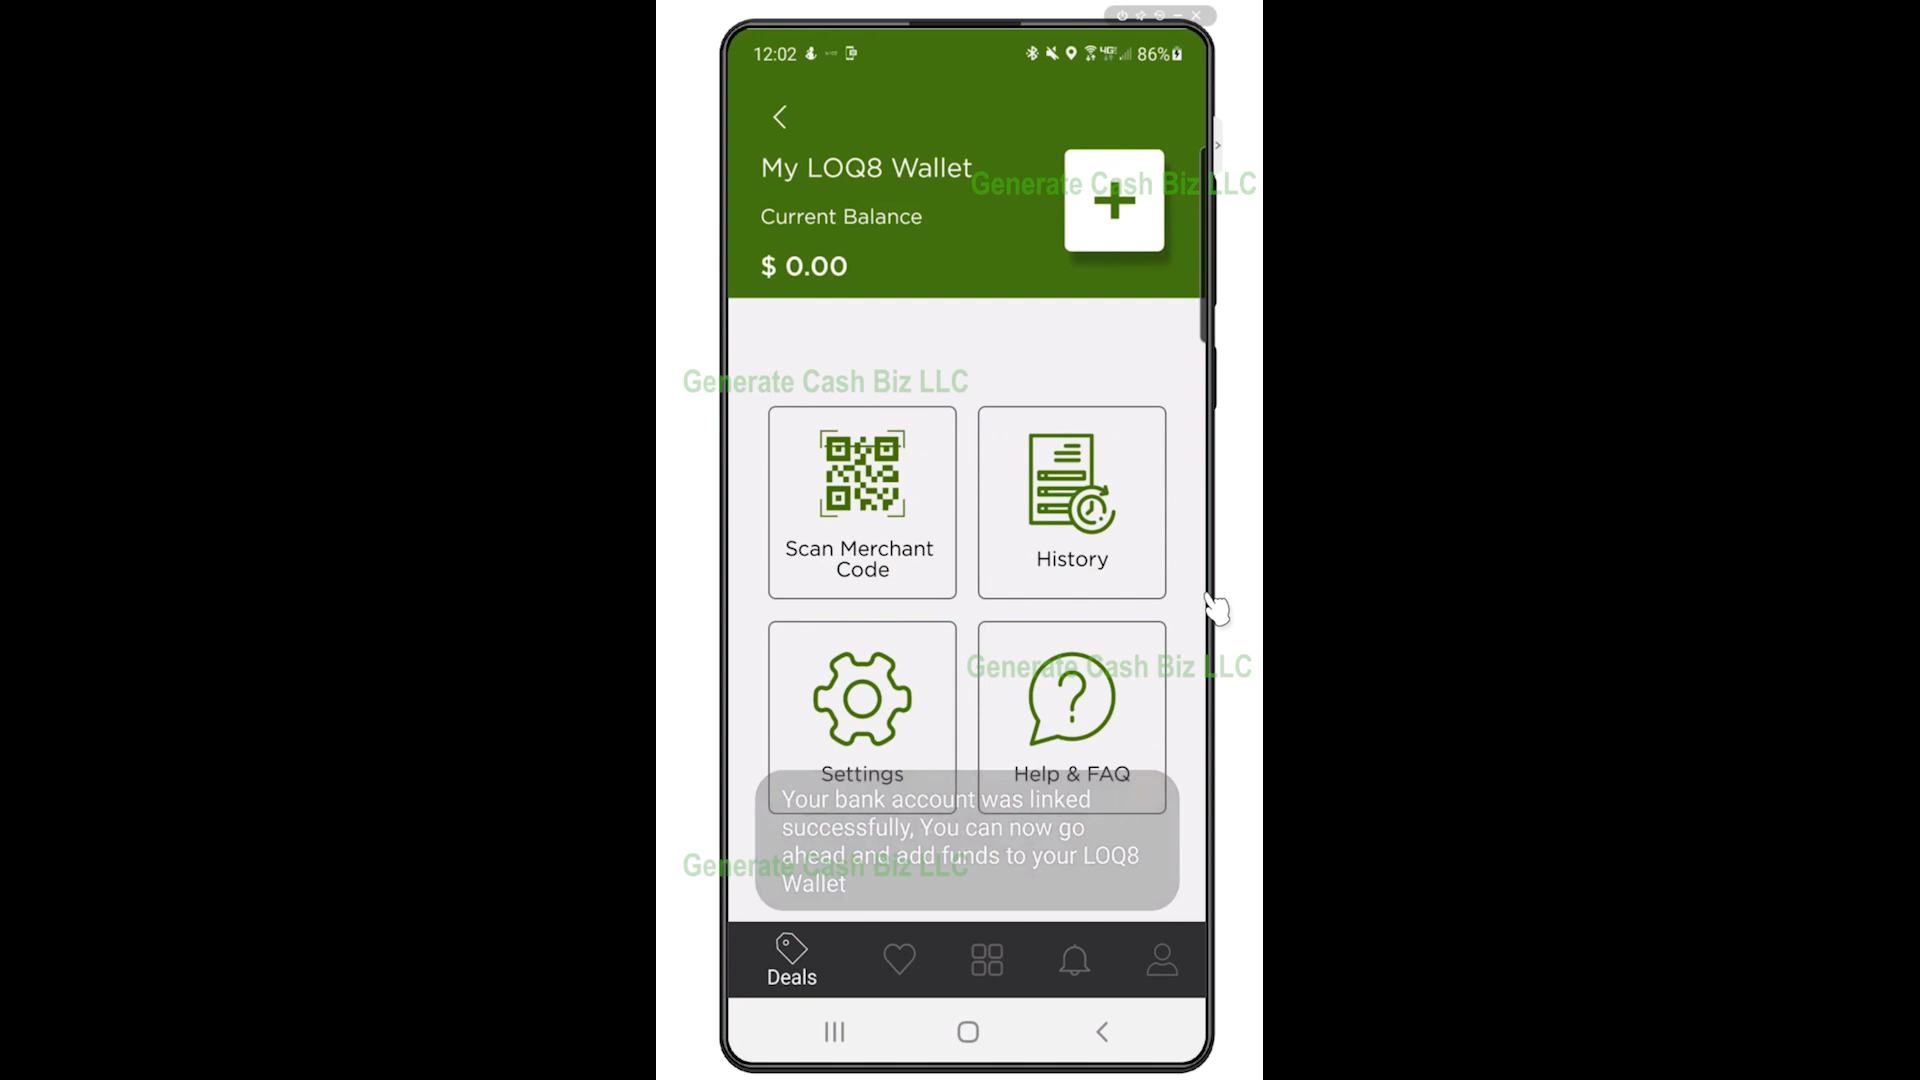 12:02
86%
My LOQ8 Wallet
Generate Cash Biz LLC
Current Balance
$ 0.00
Generate Cash Biz LLC
Scan Merchant
Code
History
Generate Cash Biz LLC
Settings
Help & FAQ
Your bank account was linked
successfully, You can now go
ahead and add funds to your LOQ8
Wallet
Generate Cash Biz LLC
Deals